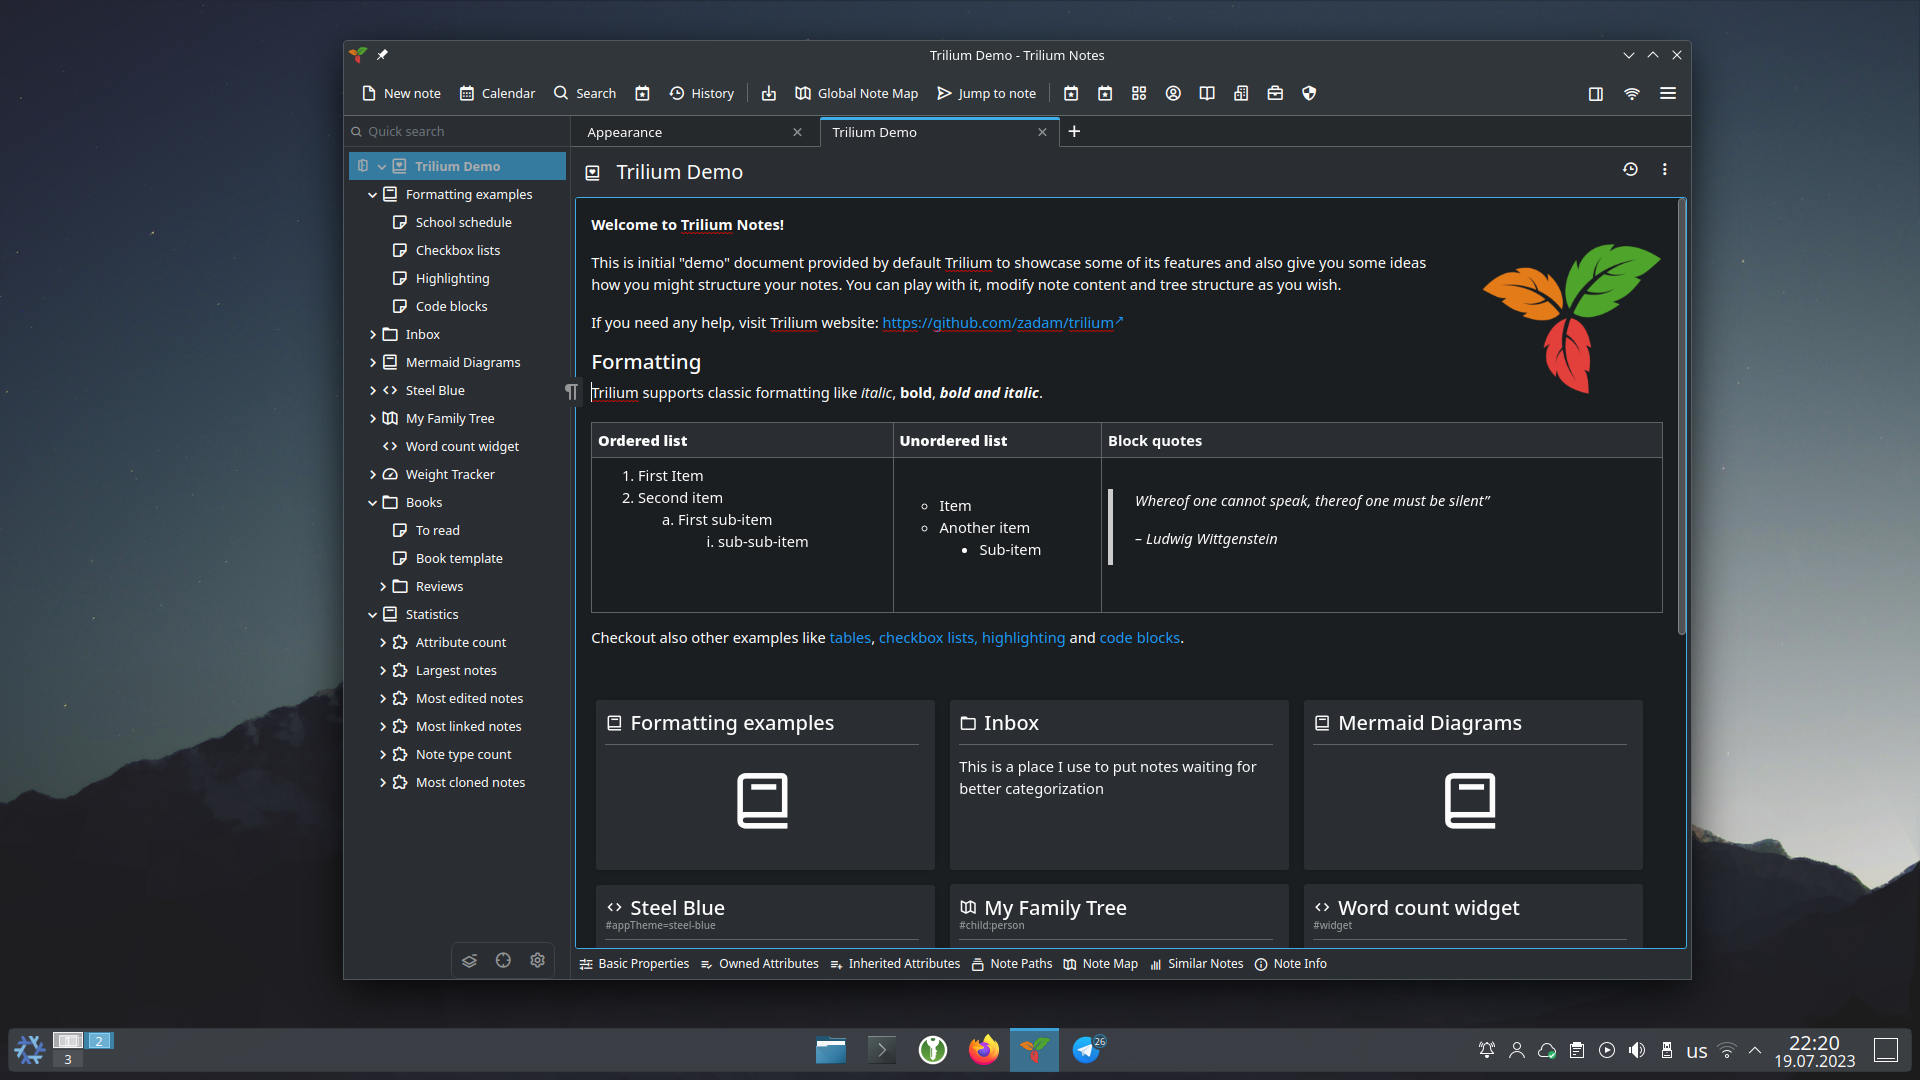 Trilium Demo - Trilium Notes
New note Calendar Search History Global Note Map Jump to note
Quick search
Appearance
Trilium Demo
Trilium Demo
Formatting examples
School schedule
Checkbox lists
Highlighting
Code blocks
Inbox
Mermaid Diagrams
Steel Blue
My Family Tree
Word count widget
Weight Tracker
Books
To read
Book template
Reviews
Statistics
Attribute count
Largest notes
Most edited notes
Most linked notes
Note type count
Most cloned notes
Trilium Demo
Welcome to Trilium Notes!
This is initial "demo" document provided by default Trilium to showcase some of its features and also give you some ideas
how you might structure your notes. You can play with it, modify note content and tree structure as you wish.
If you need any help, visit Trilium website: https://github.com/zadam/trilium
Formatting
¶
Trilium supports classic formatting like italic, bold, bold and italic.
Ordered list
1. First Item
2. Second item
a. First sub-item
i. sub-sub-item
Unordered list
Item
Another item
Sub-item
Block quotes
Whereof one cannot speak, thereof one must be silent”
– Ludwig Wittgenstein
Checkout also other examples like tables, checkbox lists, highlighting and code blocks.
Formatting examples
Inbox
This is a place I use to put notes waiting for
better categorization
Mermaid Diagrams
Steel Blue
#appTheme=steel-blue
My Family Tree
#child:person
Word count widget
#widget
Basic Properties Owned Attributes Inherited Attributes Note Paths Note Map Similar Notes Note Info
1 2
3
26
us
22:20
19.07.2023